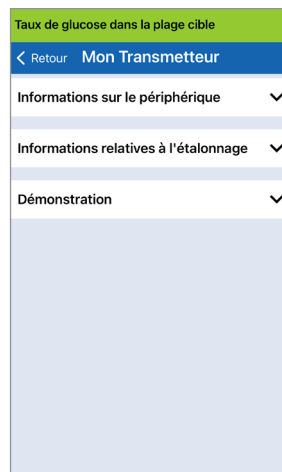 Taux de glucose dans la plage cible
Retour Mon Transmetteur
Informations sur le périphérique
Informations relatives à l'étalonnage
Démonstration